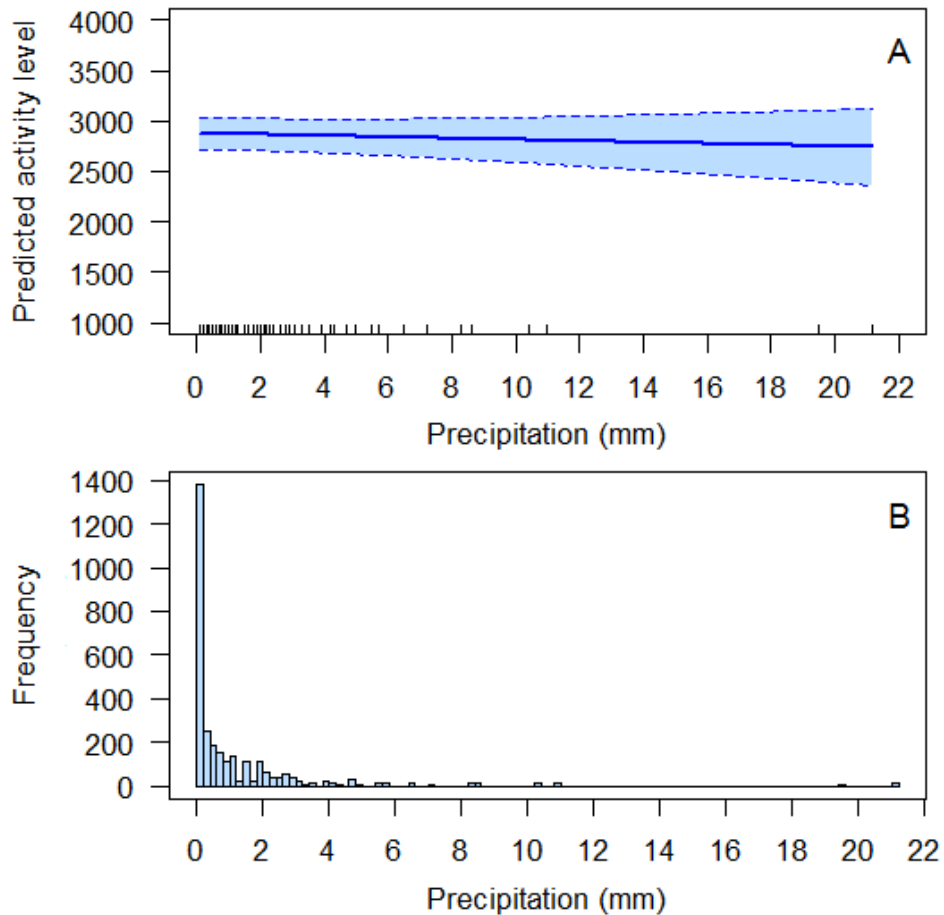 A
Predicted activity level
4000
3500
3000
2500
2000
1500
1000
0 2 4 6 8 10 12 14 16 18 20 22
Precipitation (mm)
B
Frequency
1400
1200
1000
800
600
400
200
0
0 2 4 6 8 10 12 14 16 18 20 22
Precipitation (mm)